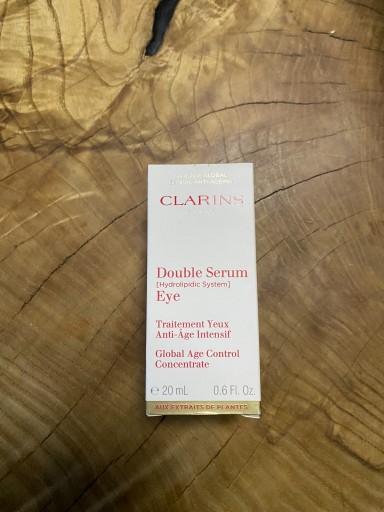 CLARINS
Double Serum
[Hydrolipidic System]
Eye
Traitement Yeux
Anti-Âge Intensif
Global Age Control
Concentrate
℮ 20 mL 0.6 Fl. Oz.
AUX EXTRAITS DE PLANTES